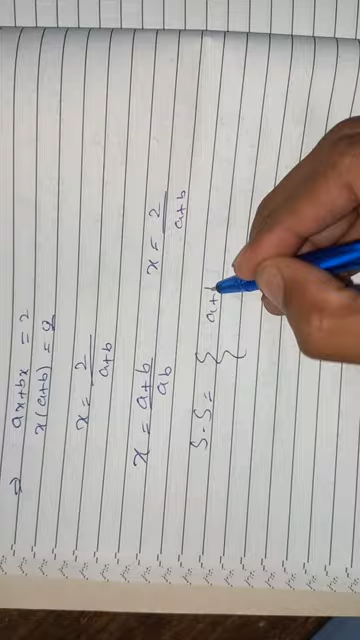 ⇒ ax+bx = 2
x(a+b) = 2
x = 2/(a+b)
x = (a+b)/ab x = 2/(a+b)
S.S = { a+